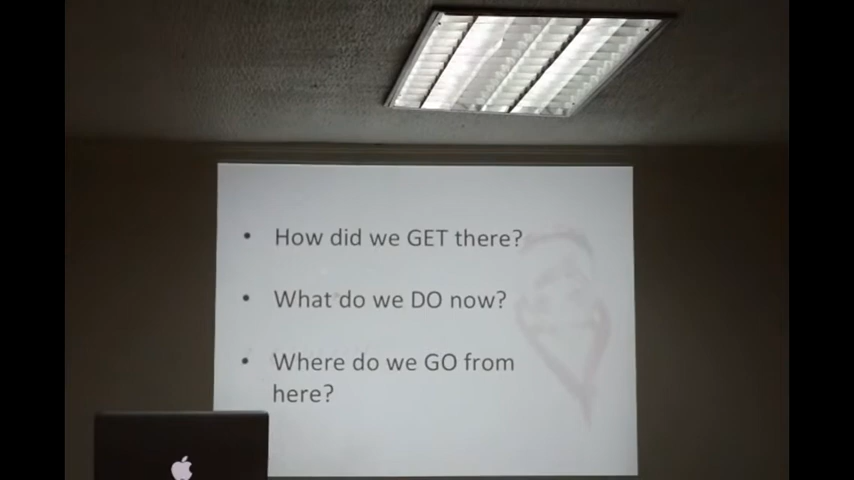 • How did we GET there?
• What do we DO now?
• Where do we GO from
here?